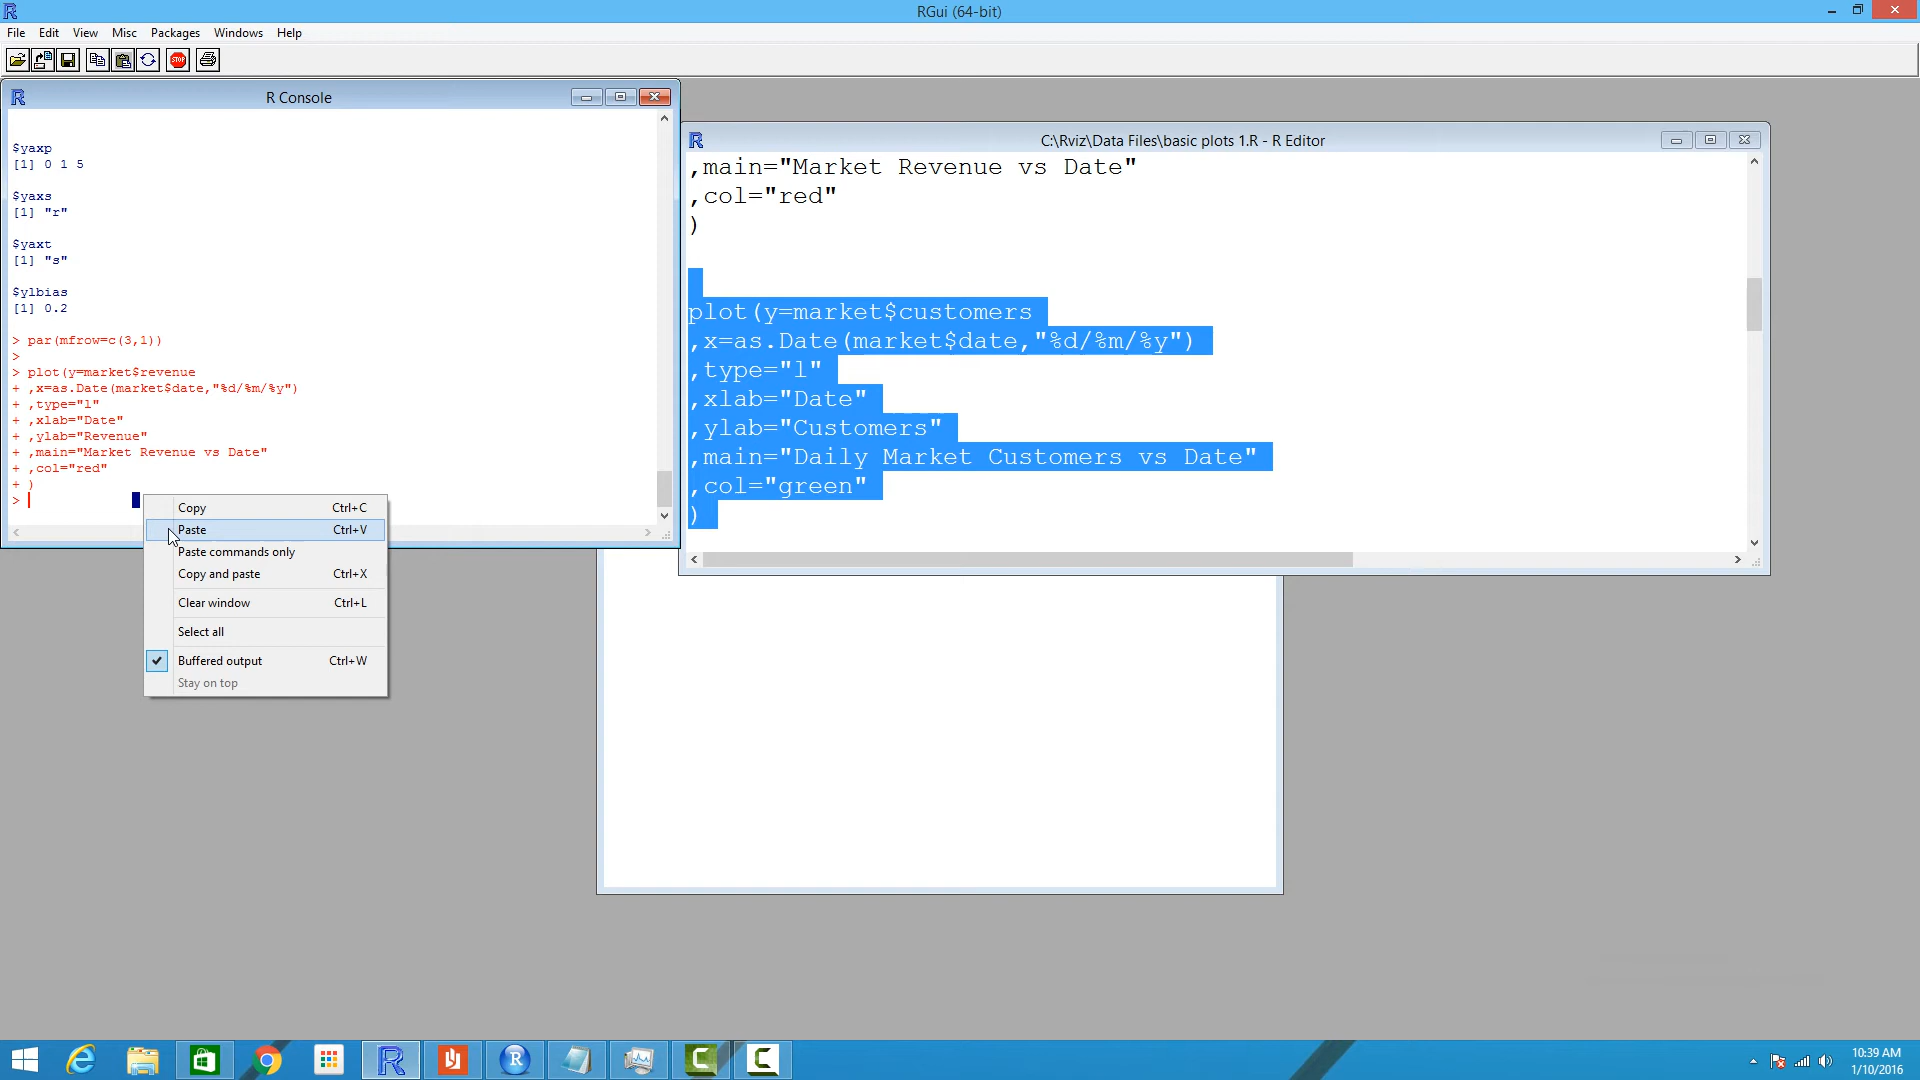 RGui (64-bit)
File Edit View Misc Packages Windows Help
STOP
R Console
$yaxp
[1] 0 1 5
$yaxs
[1] "r"
$yaxt
[1] "s"
$ylbias
[1] 0.2
> par(mfrow=c(3,1))
>
> plot(y=market$revenue
+ ,x=as.Date(market$date,"%d/%m/%y")
+ ,type="l"
+ ,xlab="Date"
+ ,ylab="Revenue"
+ ,main="Market Revenue vs Date"
+ ,col="red"
+ )
>
Copy Ctrl+C
Paste Ctrl+V
Paste commands only
Copy and paste Ctrl+X
Clear window Ctrl+L
Select all
Buffered output Ctrl+W
Stay on top
C:\Rviz\Data Files\basic plots 1.R - R Editor
,main="Market Revenue vs Date"
,col="red"
)
plot(y=market$customers
,x=as.Date(market$date,"%d/%m/%y")
,type="l"
,xlab="Date"
,ylab="Customers"
,main="Daily Market Customers vs Date"
,col="green"
)
10:39 AM
1/10/2016